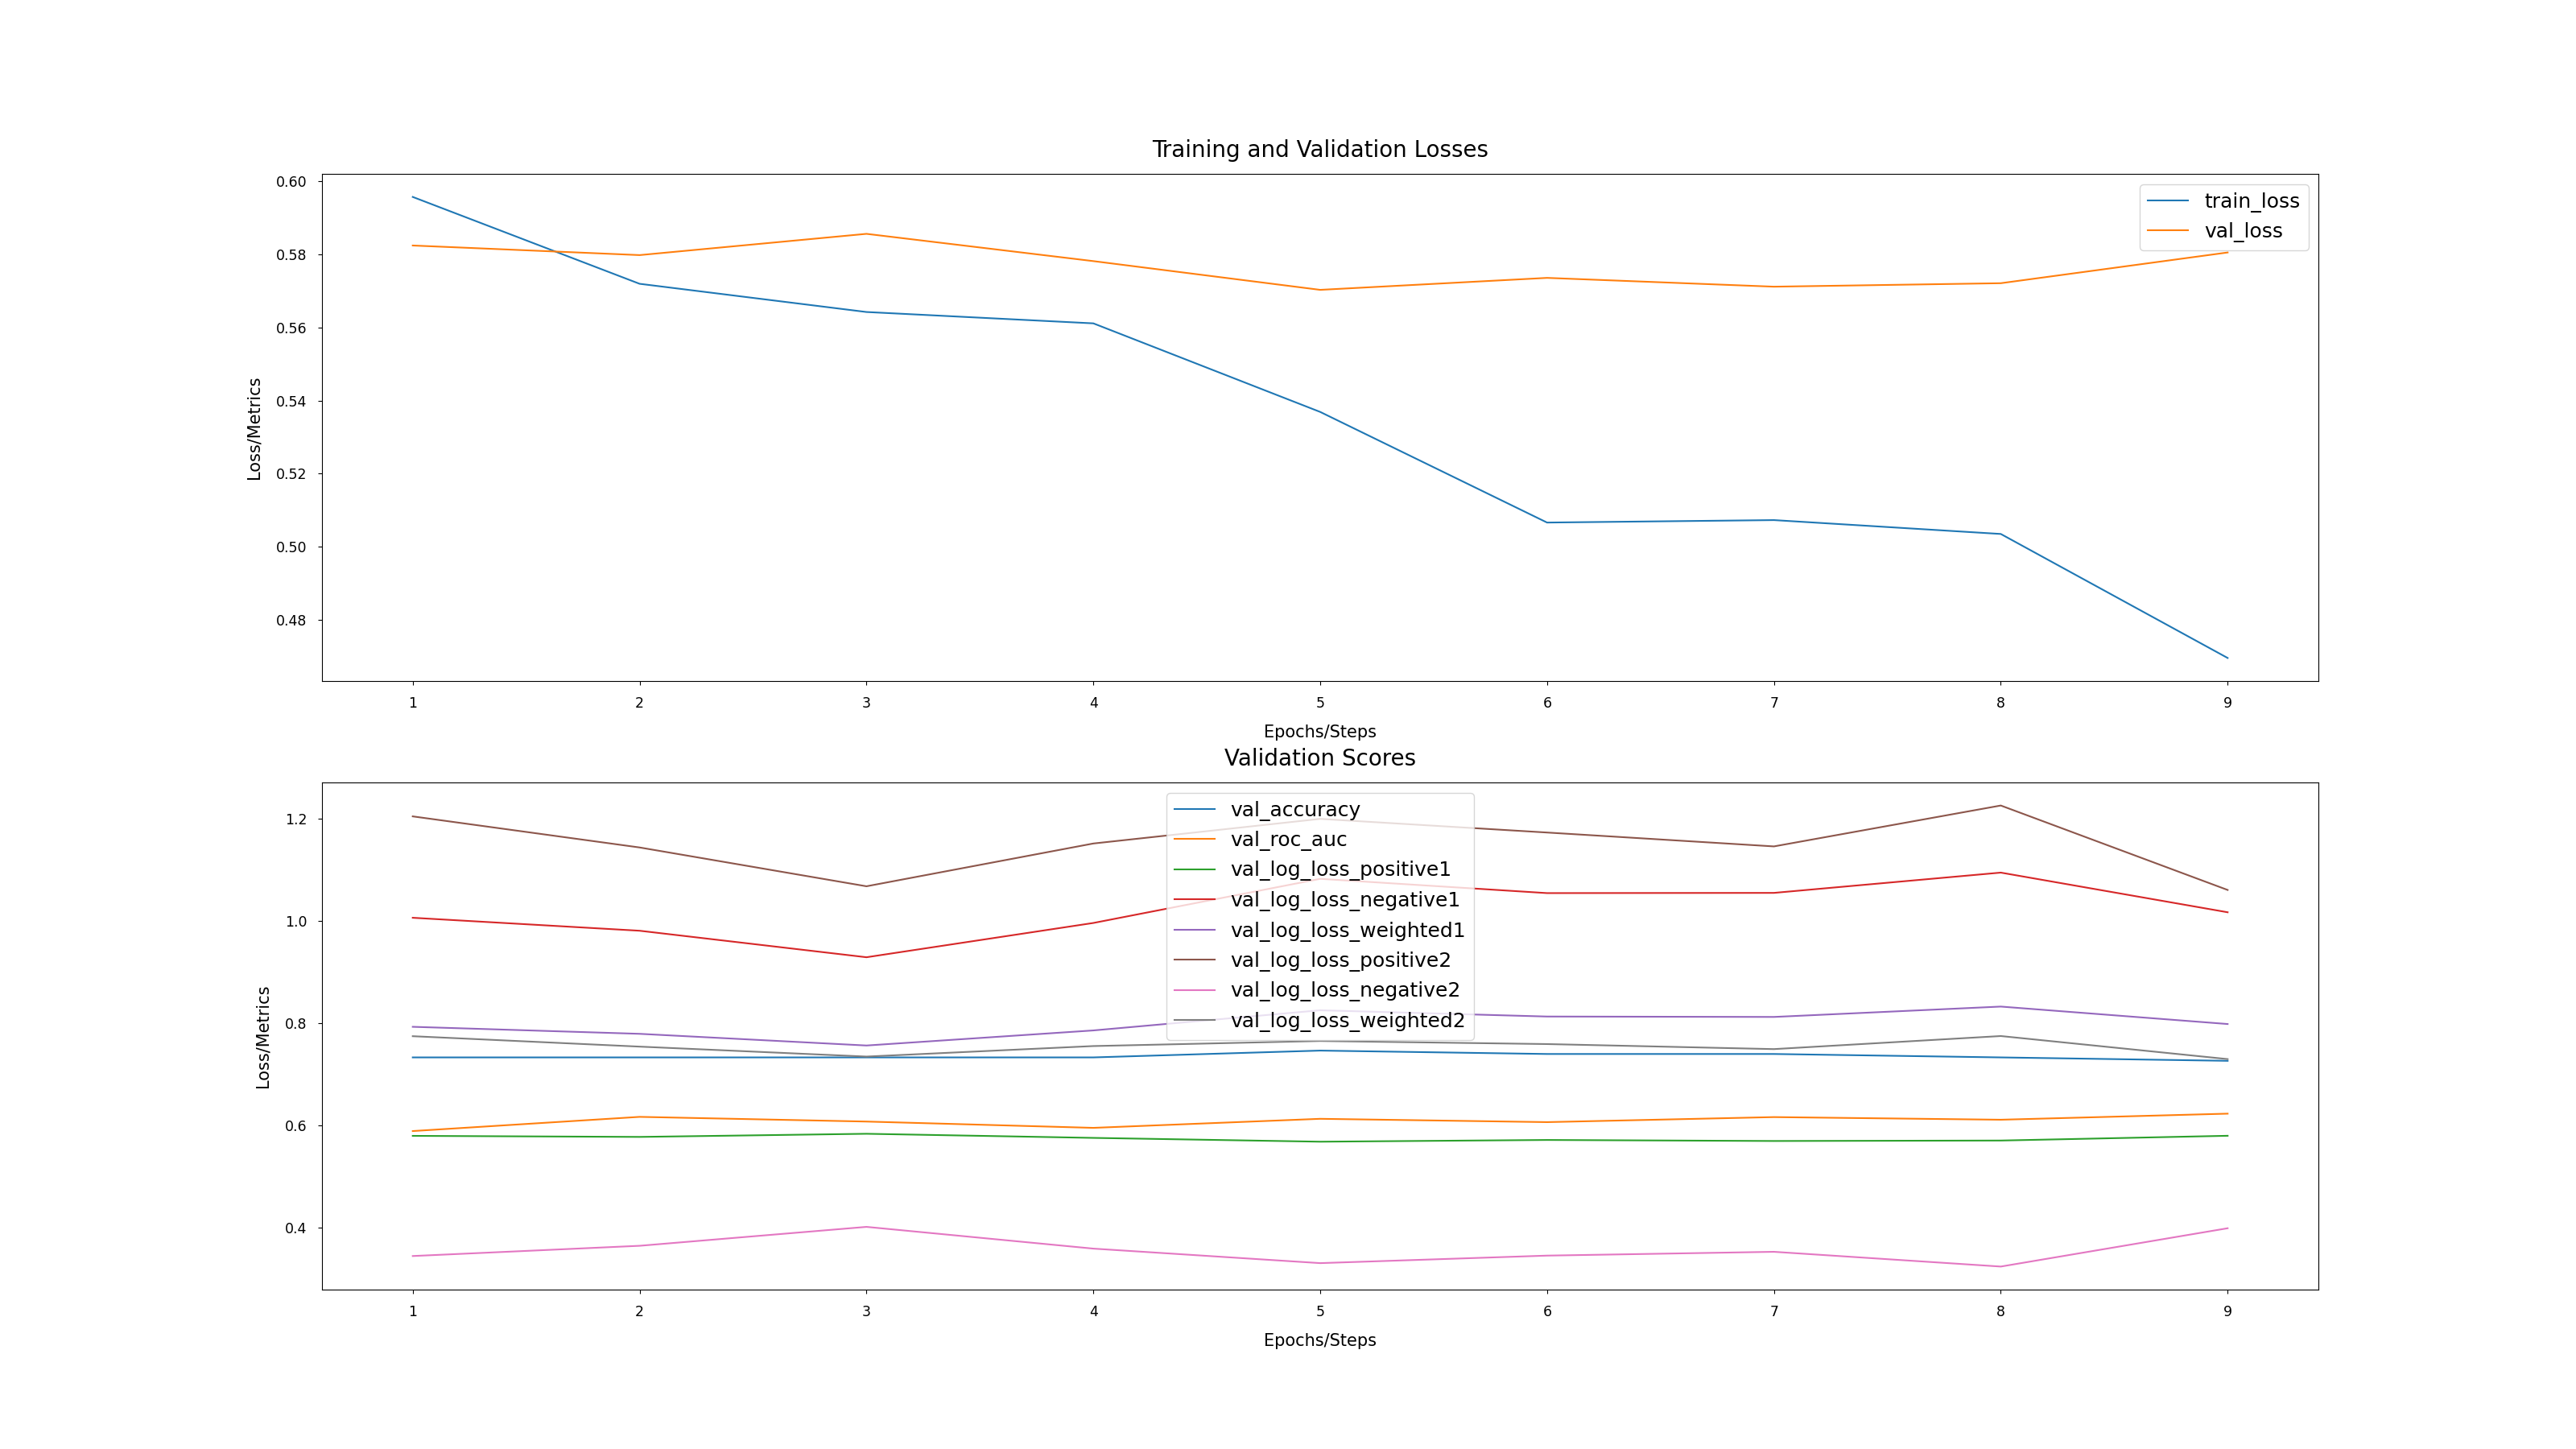 Training and Validation Losses
0.60
0.58
0.56
0.54
0.52
0.50
0.48
Loss/Metrics
train_loss
val_loss
1 2 3 4 5 6 7 8 9
Epochs/Steps
Validation Scores
1.2
1.0
0.8
0.6
0.4
Loss/Metrics
val_accuracy
val_roc_auc
val_log_loss_positive1
val_log_loss_negative1
val_log_loss_weighted1
val_log_loss_positive2
val_log_loss_negative2
val_log_loss_weighted2
1 2 3 4 5 6 7 8 9
Epochs/Steps